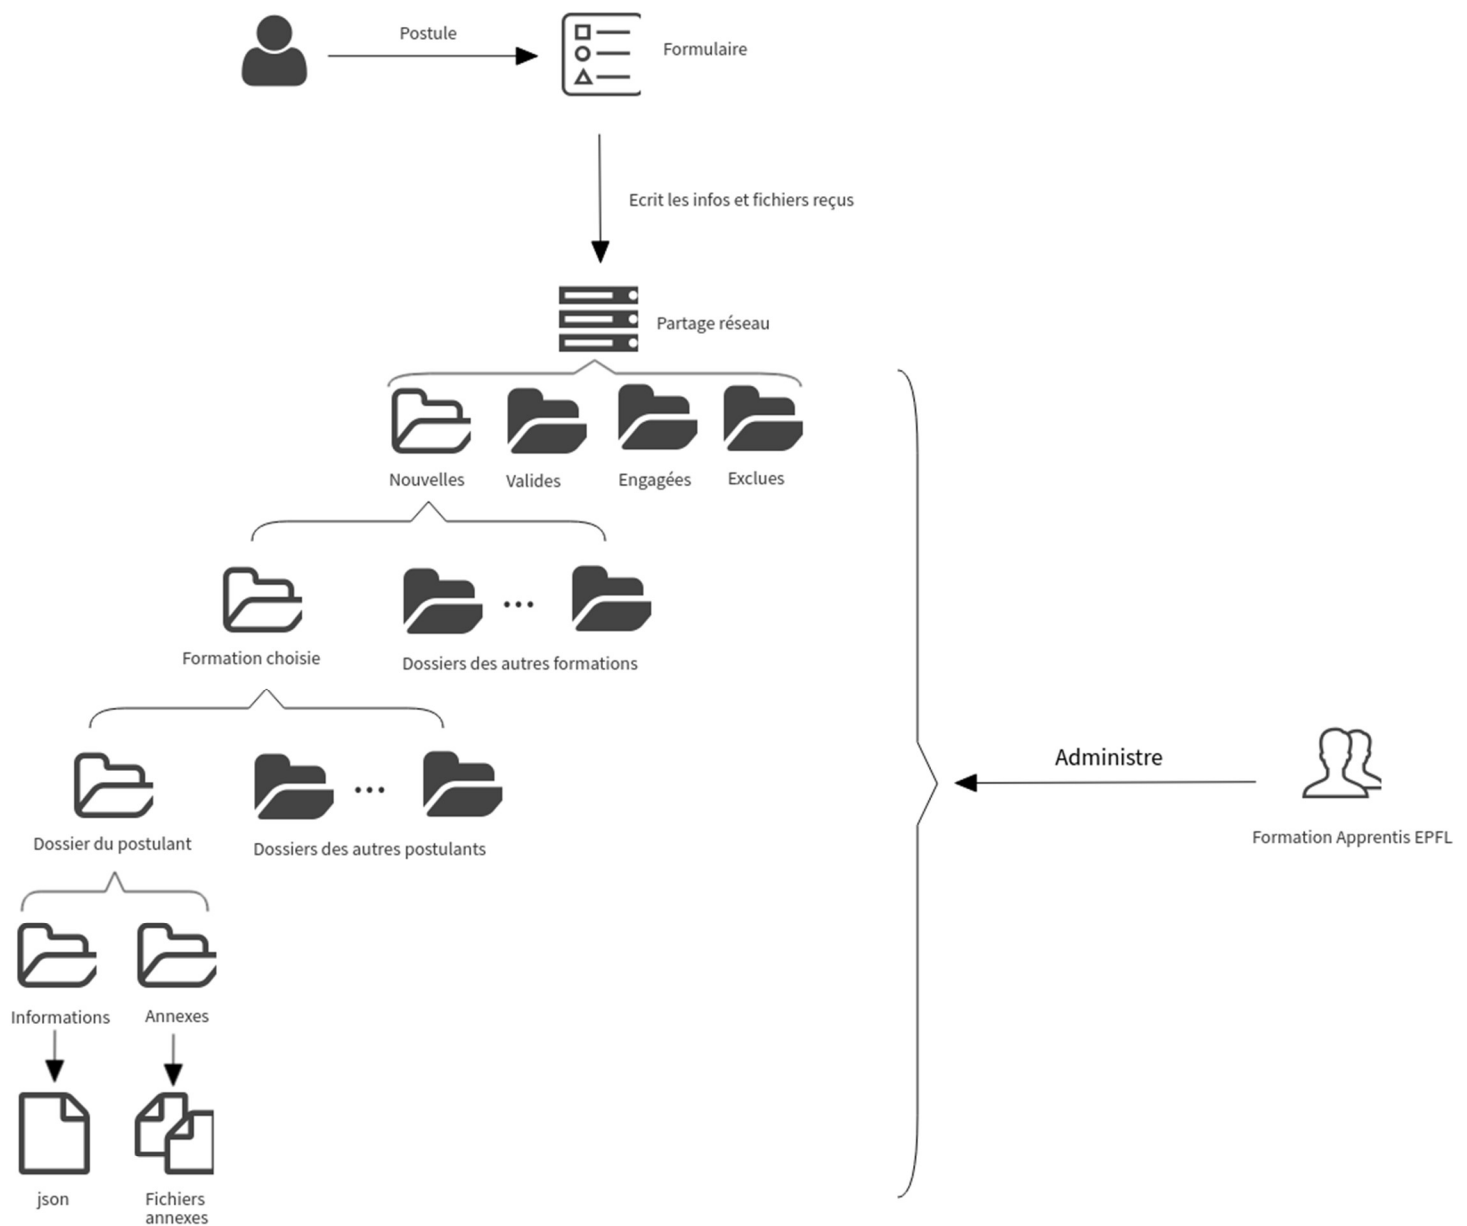 Postule
Formulaire
Ecrit les infos et fichiers reçus
Partage réseau
Nouvelles
Valides
Engagées
Exclues
Formation choisie
Dossiers des autres formations
Administre
Formation Apprentis EPFL
Dossier du postulant
Dossiers des autres postulants
Informations
Annexes
json
Fichiers
annexes